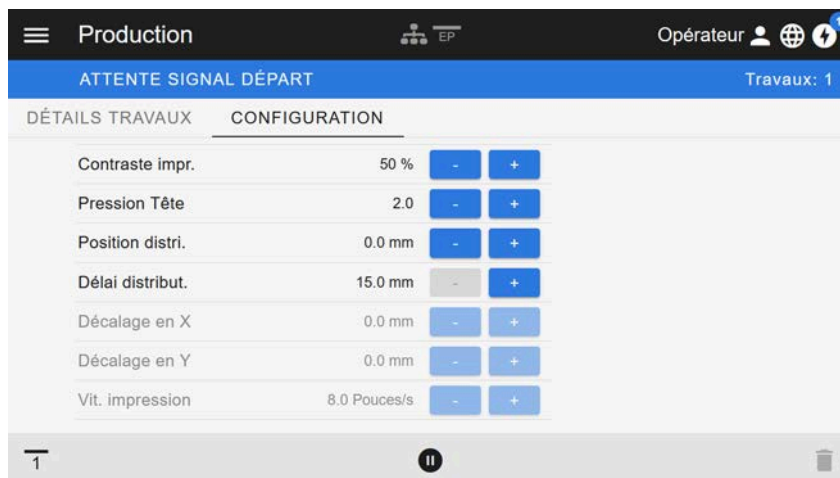 Production EP Opérateur 1
ATTENTE SIGNAL DÉPART Travaux: 1
DÉTAILS TRAVAUX CONFIGURATION
Contraste impr. 50 % - +
Pression Tête 2.0 - +
Position distri. 0.0 mm - +
Délai distribut. 15.0 mm - +
Décalage en X 0.0 mm - +
Décalage en Y 0.0 mm - +
Vit. impression 8.0 Pouces/s - +
1